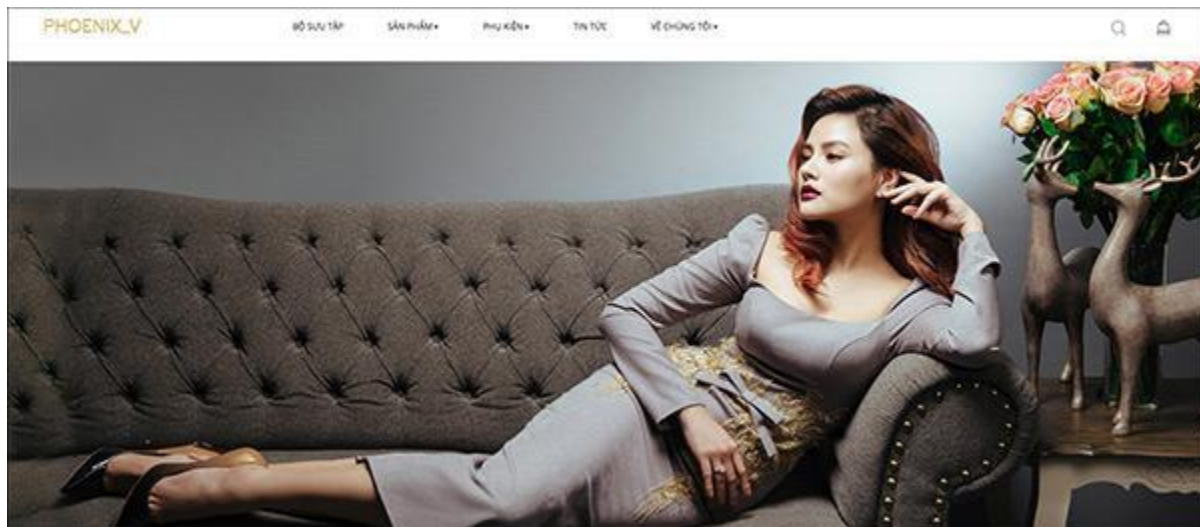 PHOENIX_V
BỘ SƯU TẬP SẢN PHẨM▾ PHỤ KIỆN▾ TIN TỨC VỀ CHÚNG TÔI▾